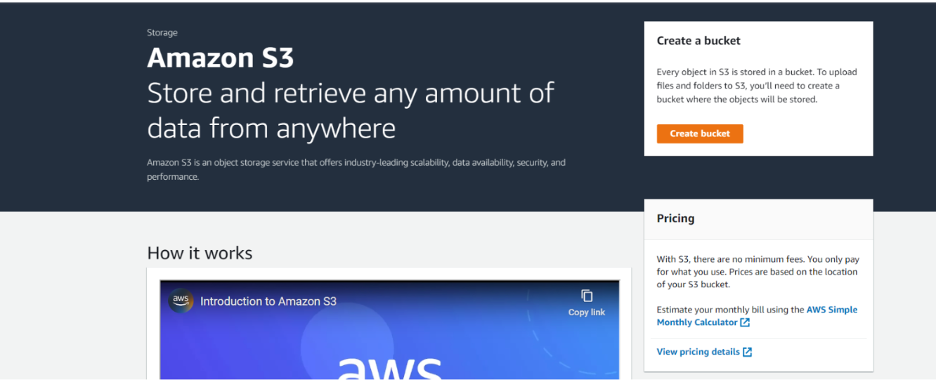 Storage
Amazon S3
Store and retrieve any amount of
data from anywhere
Amazon S3 is an object storage service that offers industry-leading scalability, data availability, security, and
performance.
Create a bucket
Every object in S3 is stored in a bucket. To upload
files and folders to S3, you'll need to create a
bucket where the objects will be stored.
Create bucket
Pricing
With S3, there are no minimum fees. You only pay
for what you use. Prices are based on the location
of your S3 bucket.
Estimate your monthly bill using the AWS Simple
Monthly Calculator
View pricing details
How it works
aws
Introduction to Amazon S3
Copy link
aws